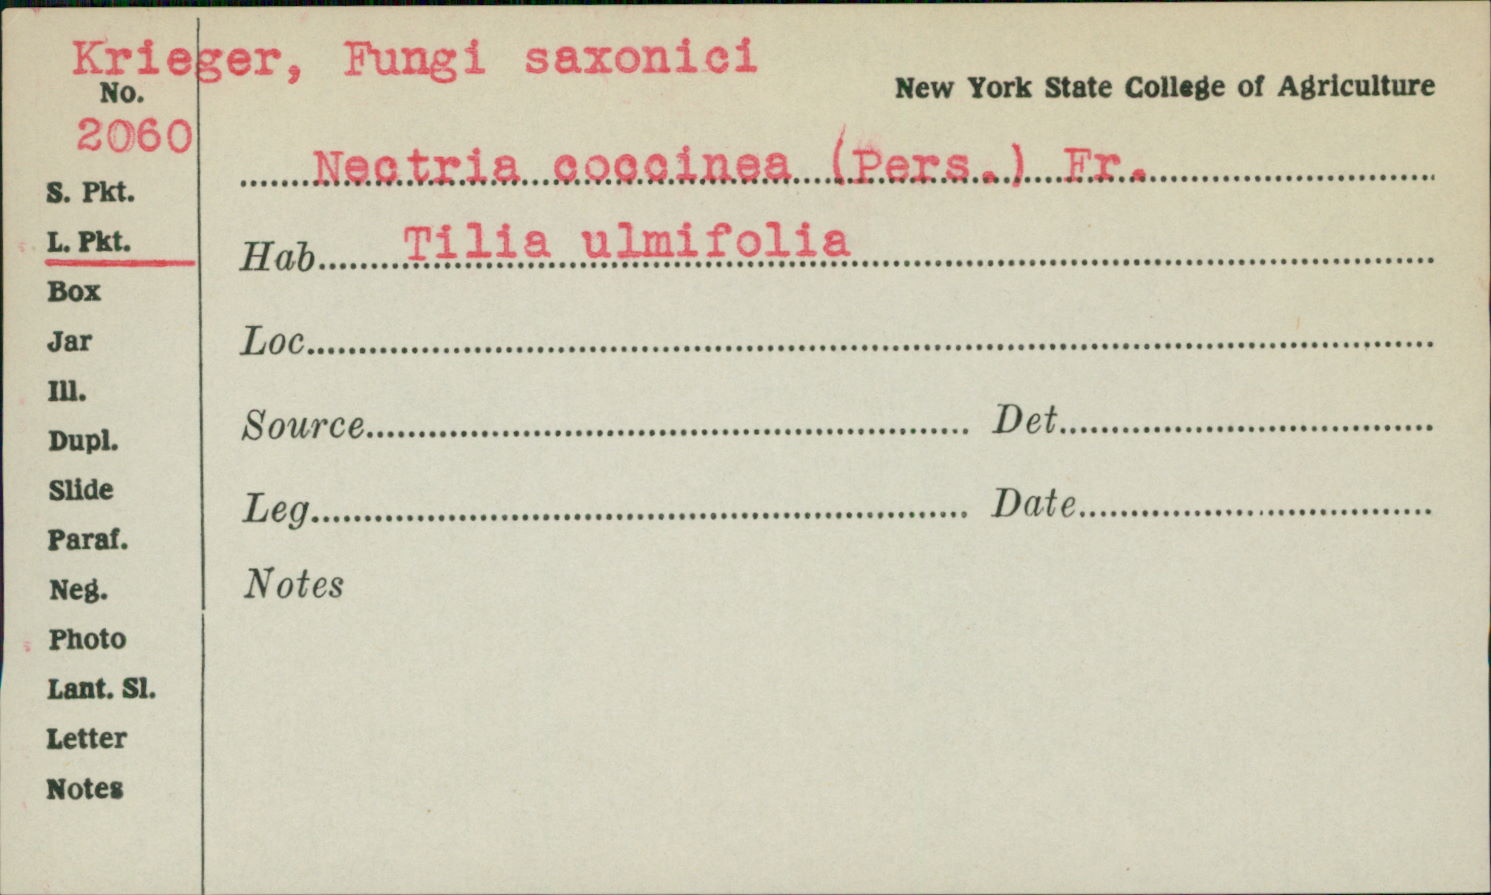 Krieger, Fungi saxonici
New York State College of Agriculture
No.
2060
Nectria coccinea (Pers.) Fr.
S. Pkt.
L. Pkt.
Hab. Tilia ulmifolia
Box
Jar
Loc.
Ill.
Dupl.
Source Det.
Slide
Leg. Date
Paraf.
Neg.
Notes
Photo
Lant. Sl.
Letter
Notes